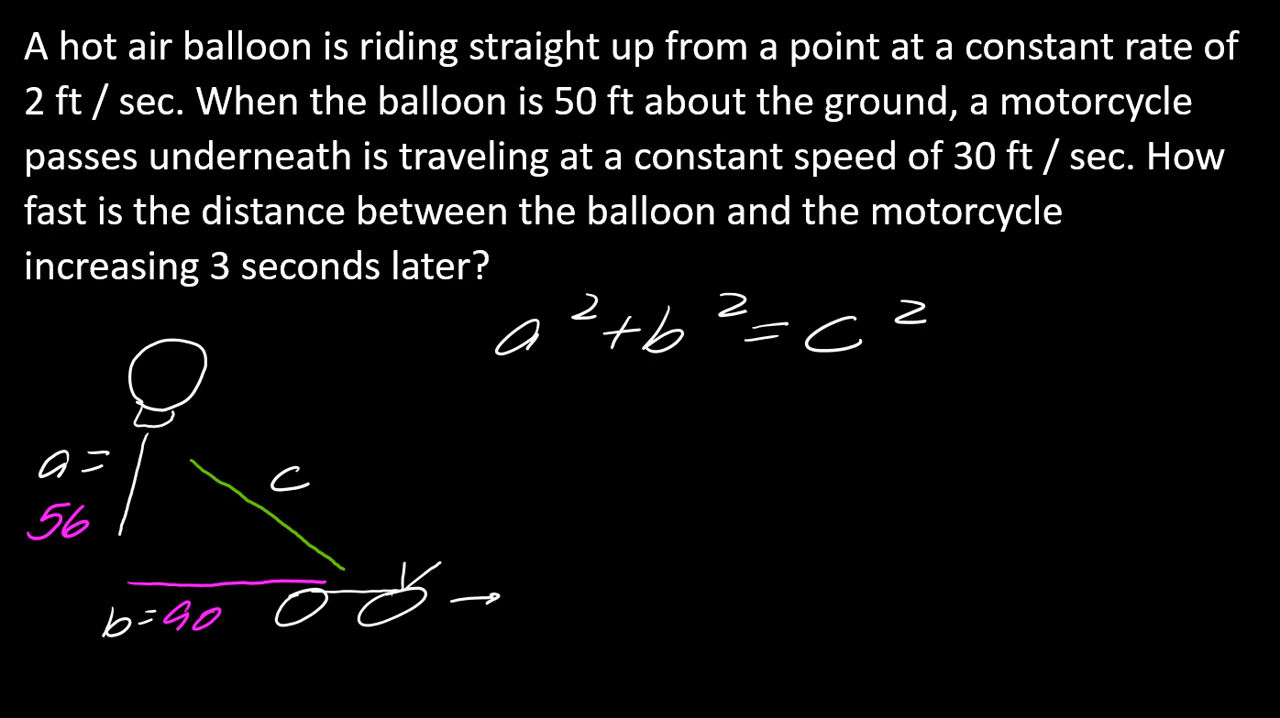 A hot air balloon is riding straight up from a point at a constant rate of
2 ft / sec. When the balloon is 50 ft about the ground, a motorcycle
passes underneath is traveling at a constant speed of 30 ft / sec. How
fast is the distance between the balloon and the motorcycle
increasing 3 seconds later?
a² + b² = c²
a =
c
56
b = 90